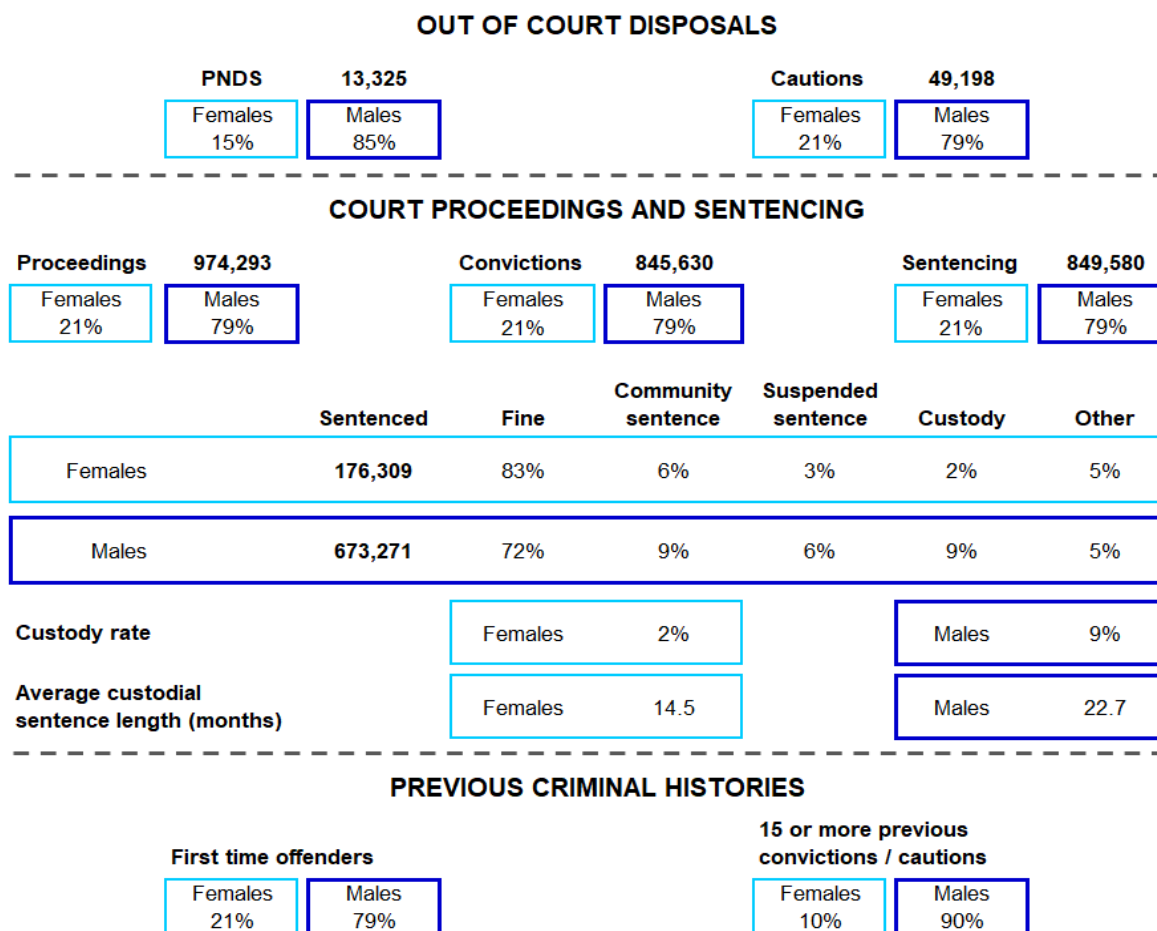 OUT OF COURT DISPOSALS
PNDS 13,325 Cautions 49,198
Females Males Females Males
15% 85% 21% 79%
COURT PROCEEDINGS AND SENTENCING
Proceedings 974,293 Convictions 845,630 Sentencing 849,580
Females Males Females Males Females Males
21% 79% 21% 79% 21% 79%
Community Suspended
Sentenced Fine sentence sentence Custody Other
Females 176,309 83% 6% 3% 2% 5%
Males 673,271 72% 9% 6% 9% 5%
Custody rate Females 2% Males 9%
Average custodial
sentence length (months) Females 14.5 Males 22.7
PREVIOUS CRIMINAL HISTORIES
15 or more previous
First time offenders convictions / cautions
Females Males Females Males
21% 79% 10% 90%